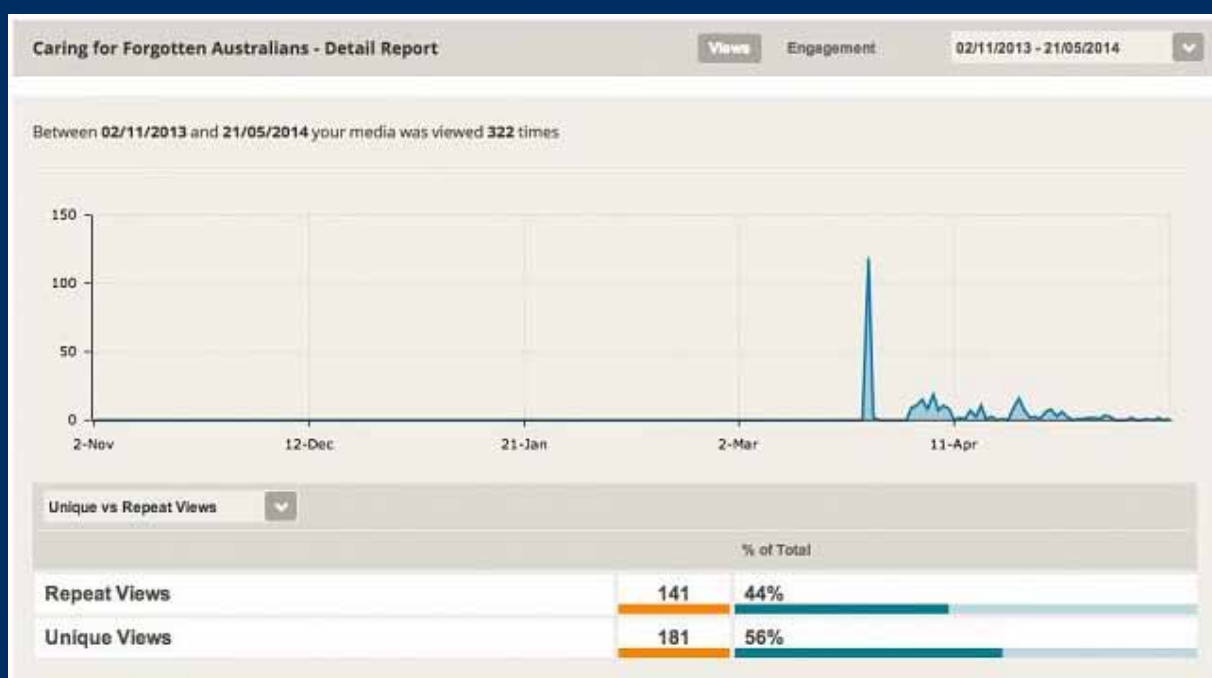 Caring for Forgotten Australians - Detail Report Views Engagement 02/11/2013 - 21/05/2014
Between 02/11/2013 and 21/05/2014 your media was viewed 322 times
150
100
50
0
2-Nov 12-Dec 21-Jan 2-Mar 11-Apr
Unique vs Repeat Views
% of Total
Repeat Views 141 44%
Unique Views 181 56%